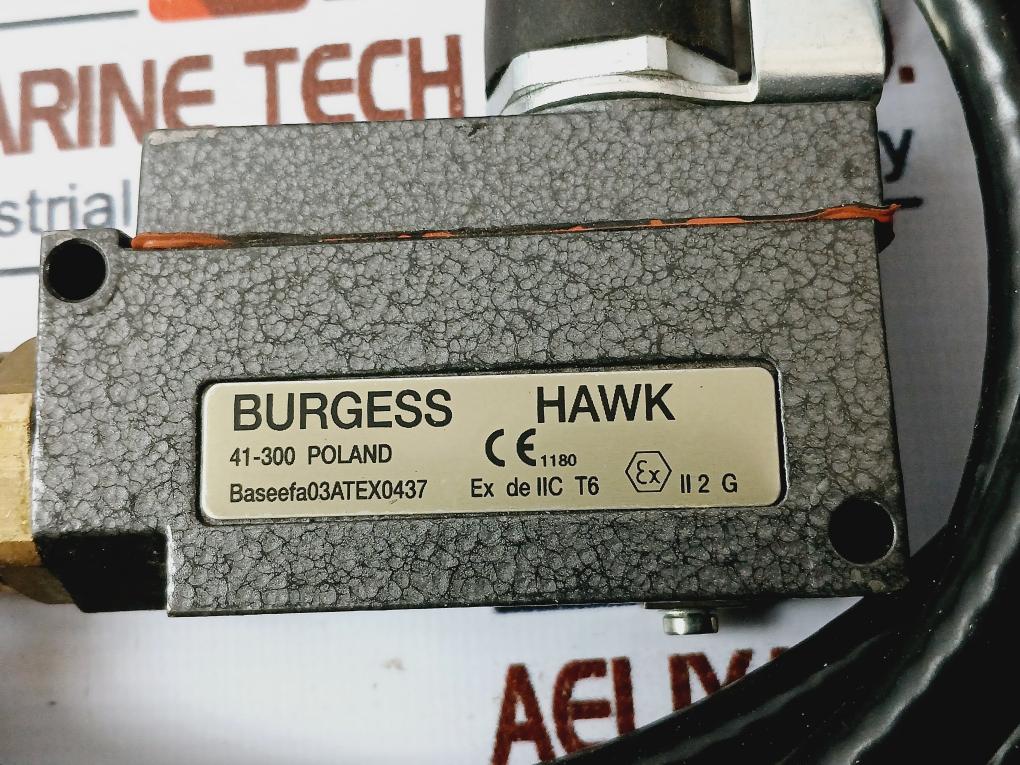 ARINE TECH
strial
y
BURGESS HAWK
41-300 POLAND CE 1180
Baseefa03ATEX0437 Ex de IIC T6 Ex II 2 G